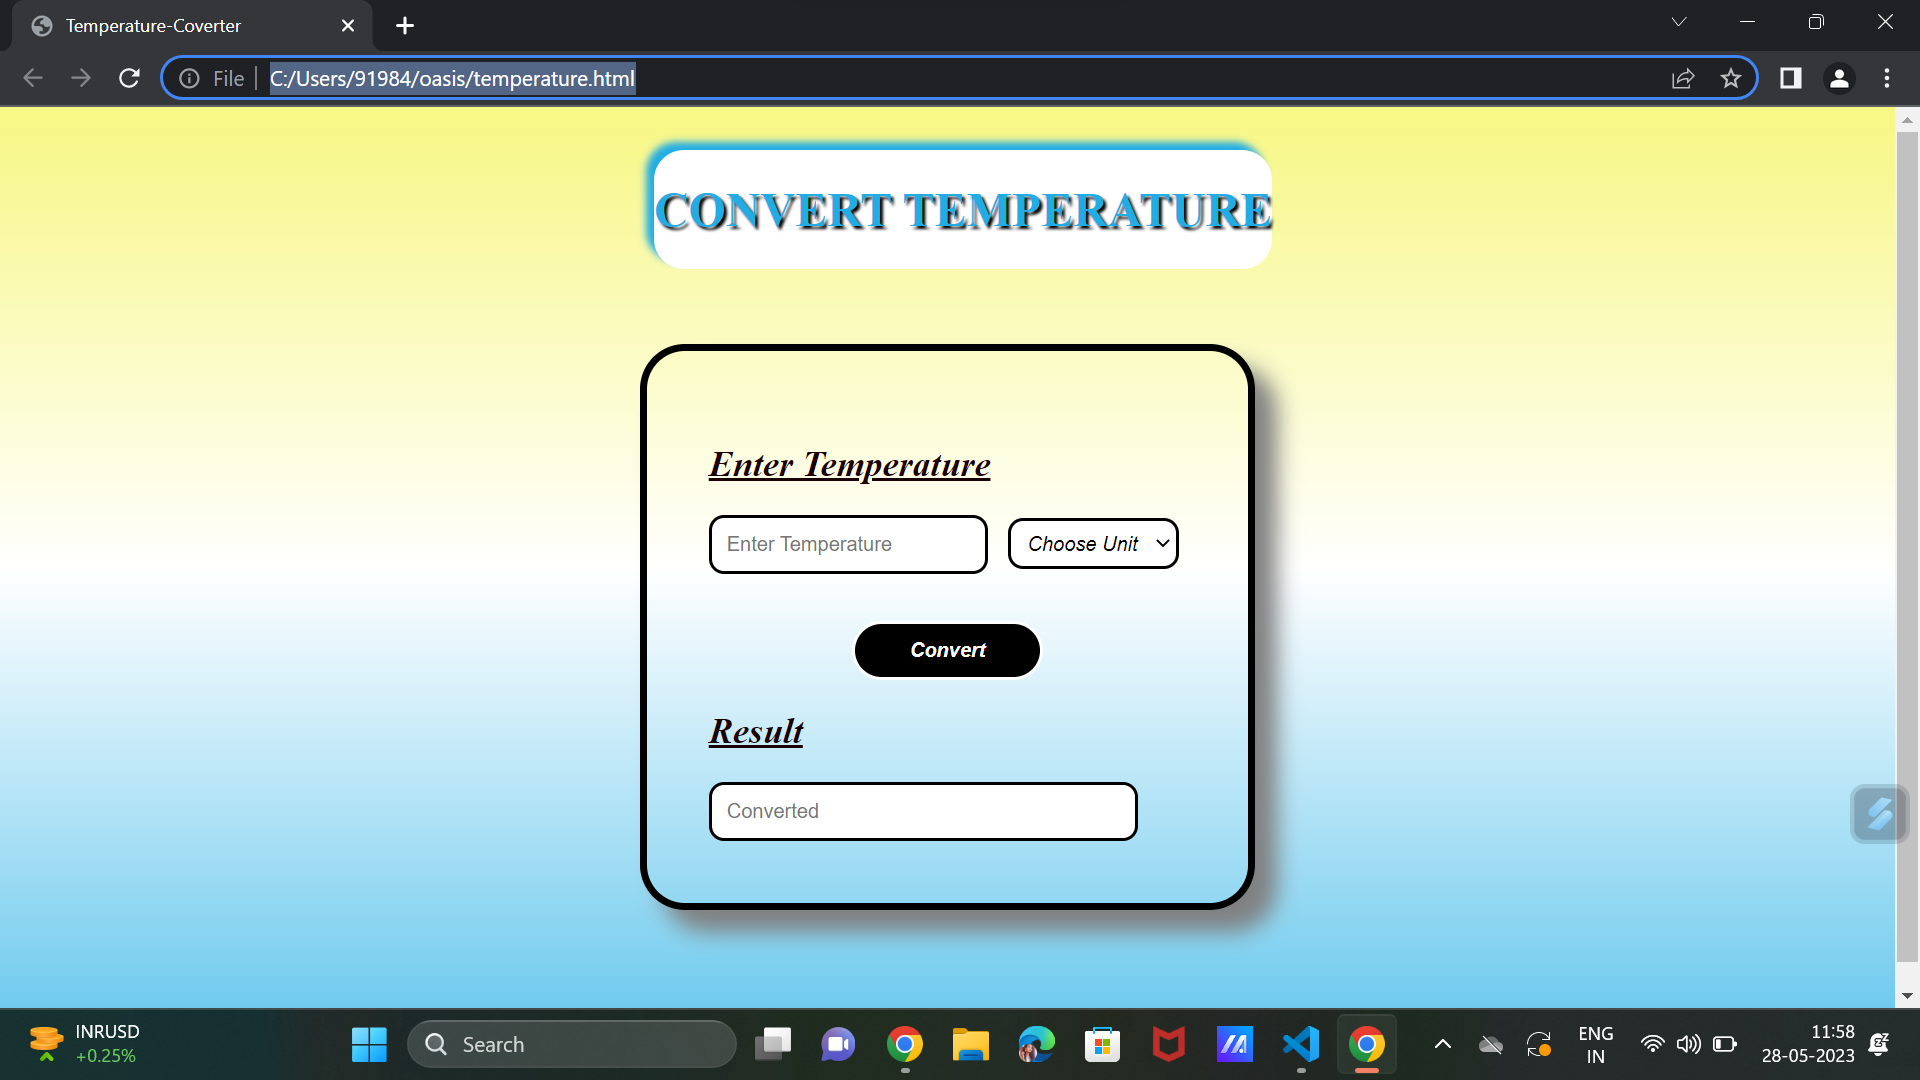 Temperature-Coverter
File
C:/Users/91984/oasis/temperature.html
CONVERT TEMPERATURE
Enter Temperature
Enter Temperature
Choose Unit
Convert
Result
Converted
INRUSD
+0.25%
Search
ENG
IN
11:58
28-05-2023